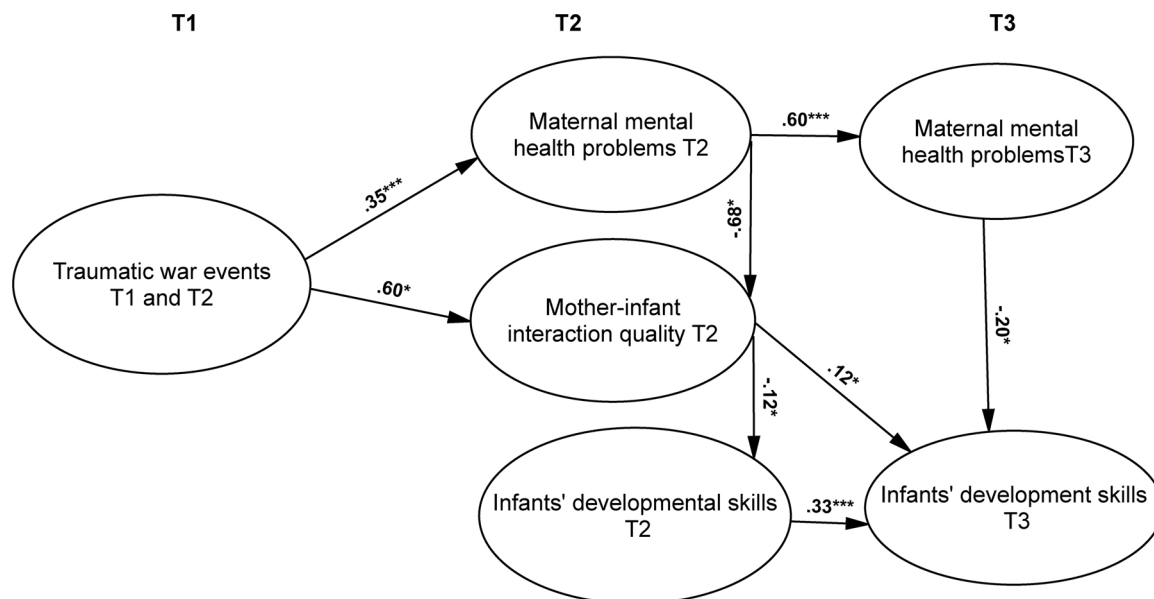 T1
T2
T3
Maternal mental
health problems T2
.60***
Maternal mental
health problemsT3
.35***
-.68*
Traumatic war events
T1 and T2
.60*
Mother-infant
interaction quality T2
-.20*
.12*
-.12*
Infants' developmental skills
T2
.33***
Infants' development skills
T3